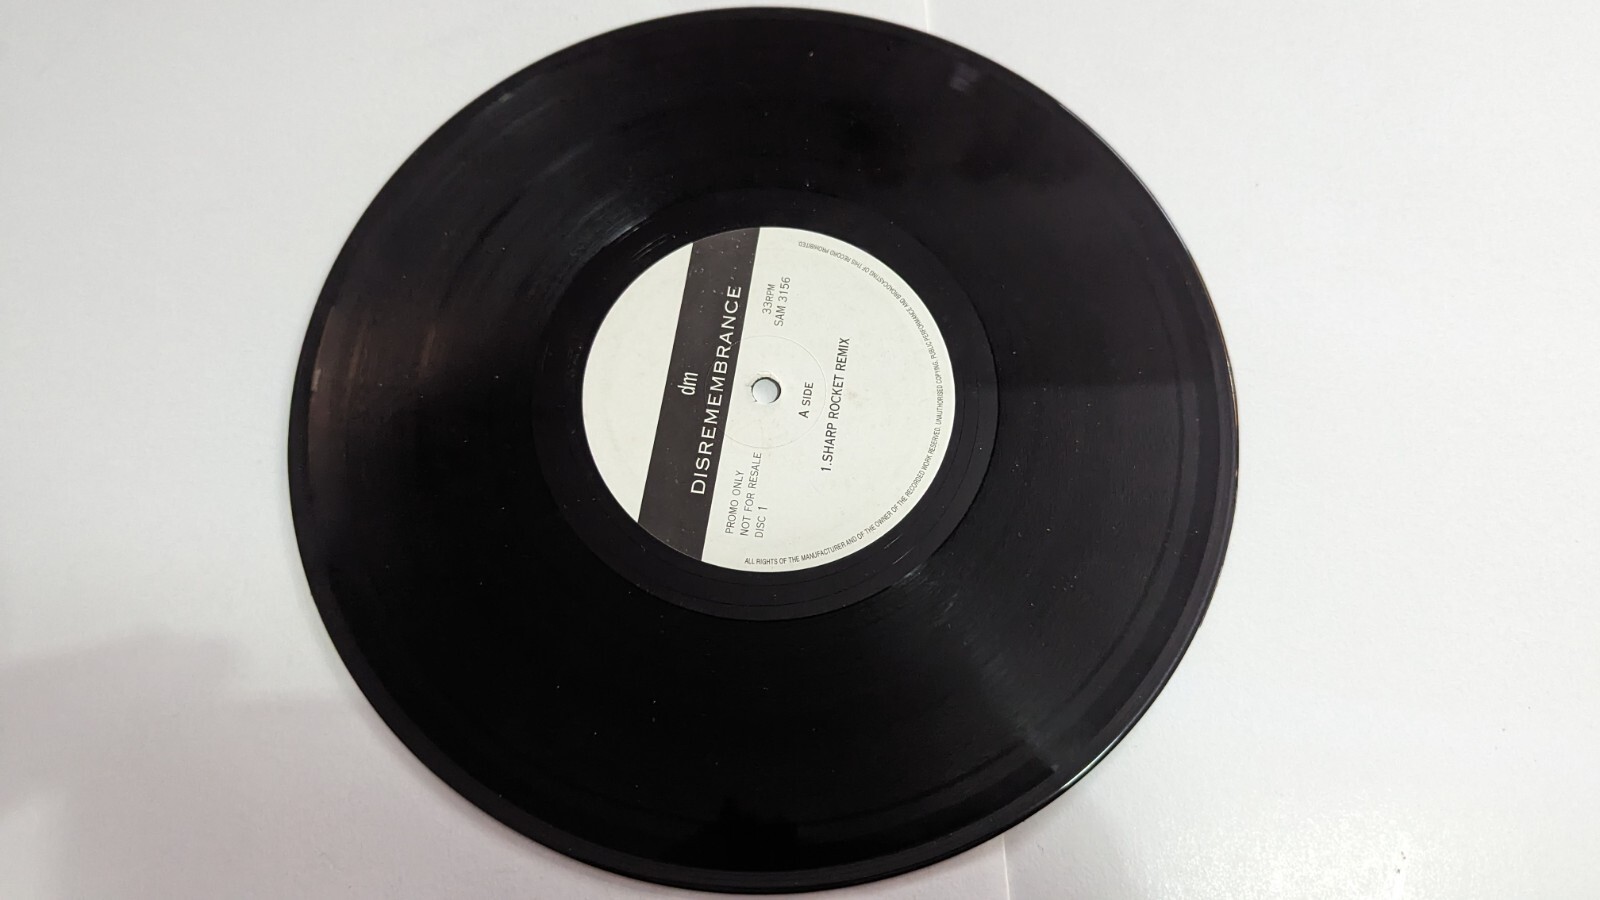 dm
DISREMEMBRANCE
PROMO ONLY
NOT FOR RESALE
DISC 1
33RPM
SAM 3156
A SIDE
1.SHARP ROCKET REMIX
ALL RIGHTS OF THE MANUFACTURER AND OF THE OWNER OF THE RECORDED WORK RESERVED. UNAUTHORISED COPYING, PUBLIC PERFORMANCE AND BROADCASTING OF THIS RECORD PROHIBITED